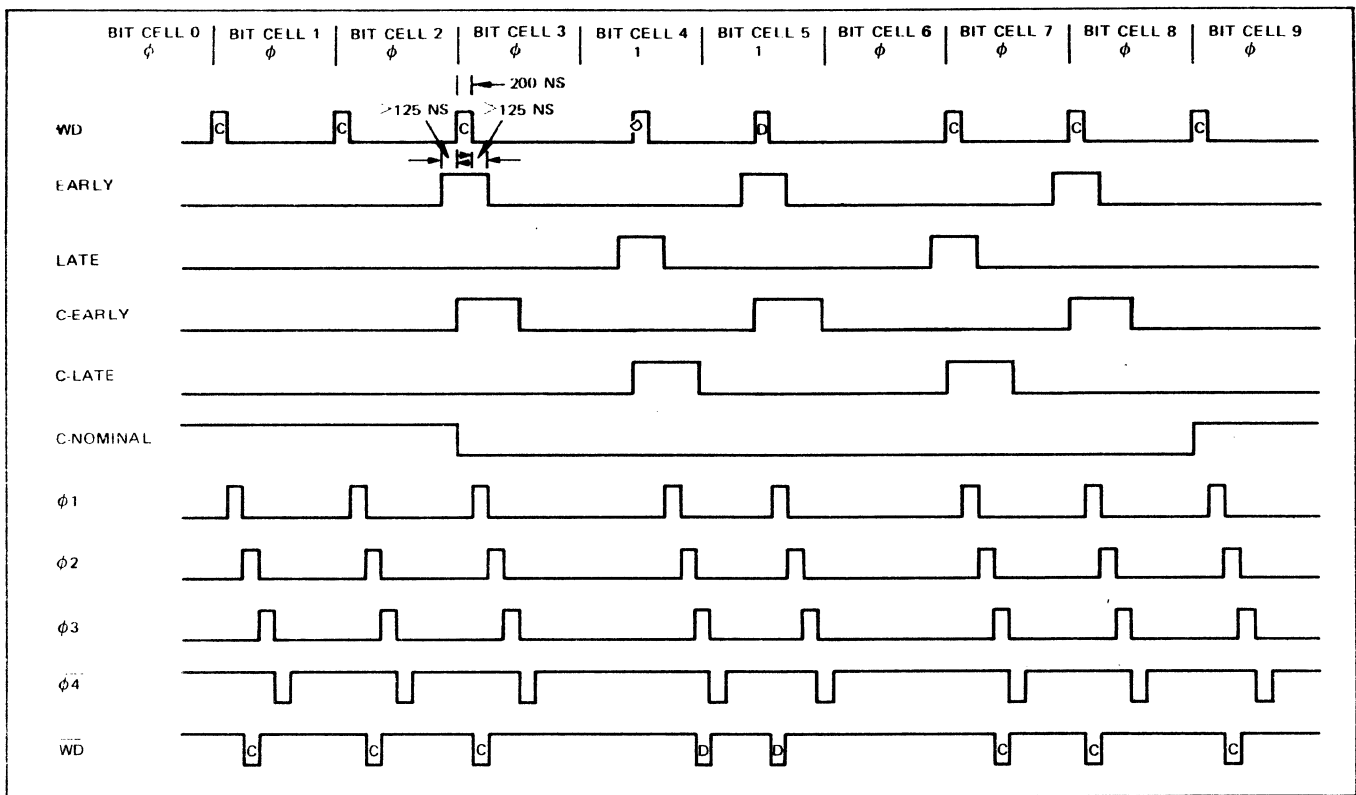 BIT CELL 0 BIT CELL 1 BIT CELL 2 BIT CELL 3 BIT CELL 4 BIT CELL 5 BIT CELL 6 BIT CELL 7 BIT CELL 8 BIT CELL 9
ϕ ϕ ϕ ϕ 1 1 ϕ ϕ ϕ ϕ
200 NS
>125 NS >125 NS
WD C C C D C C C
EARLY
LATE
C-EARLY
C-LATE
C-NOMINAL
ϕ1
ϕ2
ϕ3
ϕ4
WD C C C D D C C C